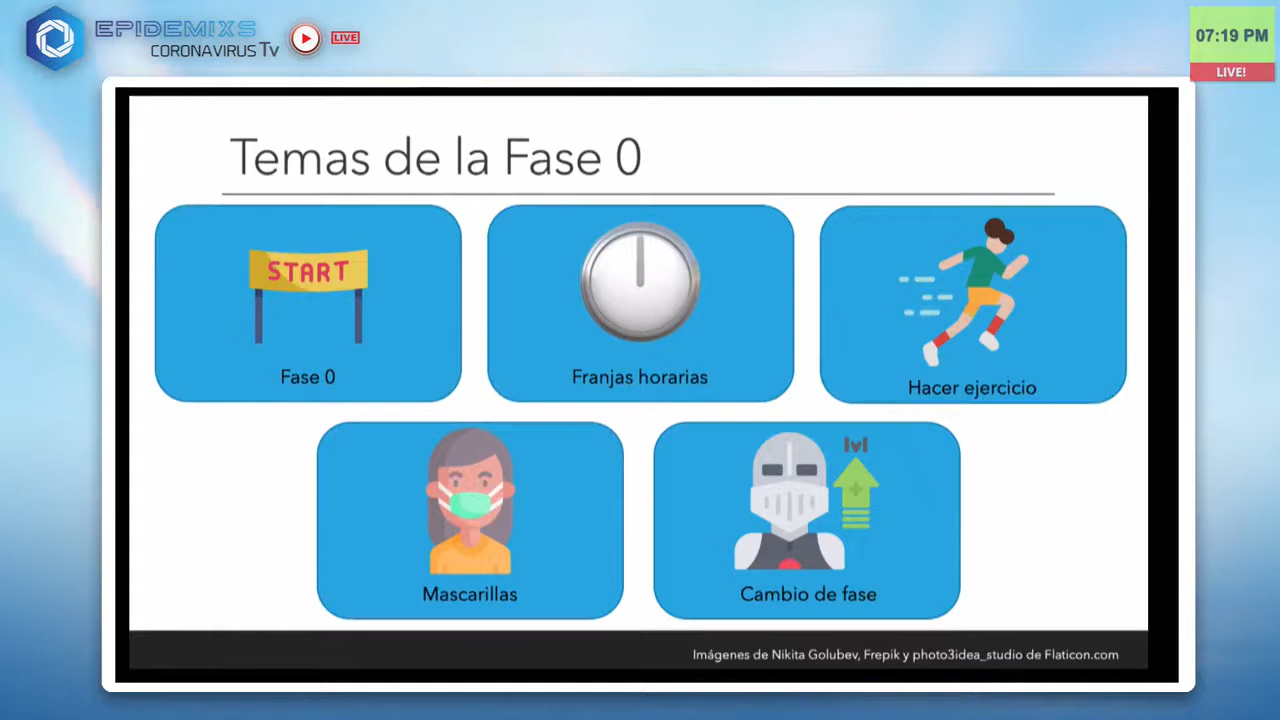 EPIDEMIXS
CORONAVIRUS Tv
LIVE
07:19 PM
LIVE!
Temas de la Fase 0
START
Fase 0
Franjas horarias
Hacer ejercicio
lvl
Mascarillas
Cambio de fase
Imágenes de Nikita Golubev, Frepik y photo3idea_studio de Flaticon.com